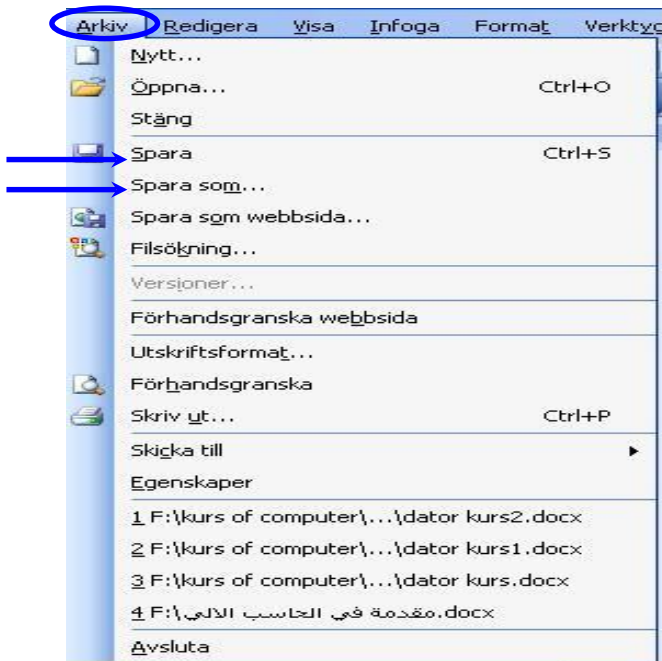 Arkiv Redigera Visa Infoga Format
Nytt...
Öppna... Ctrl+O
Stäng
Spara Ctrl+S
Spara som...
Spara som webbsida...
Filsökning...
Versioner...
Förhandsgranska webbsida
Utskriftsformat...
Förhandsgranska
Skriv ut... Ctrl+P
Skicka till
Egenskaper
1 F:\kurs of computer\...\dator kurs2.docx
2 F:\kurs of computer\...\dator kurs1.docx
3 F:\kurs of computer\...\dator kurs.docx
4 F:\مقدمة في الحاسب الالي.docx
Avsluta